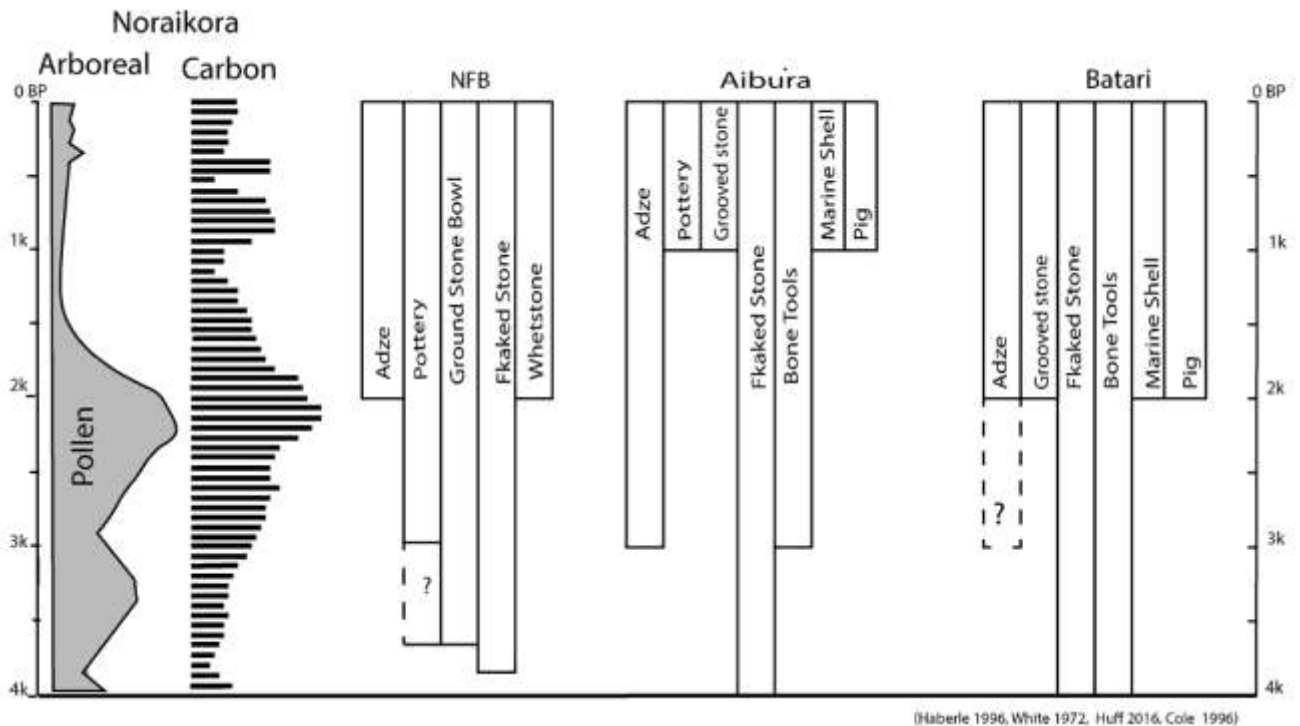 Noraikora
Arboreal Carbon NFB Aibura Batari
0 BP 0 BP
Pollen
Adze
Pottery
Ground Stone Bowl
Fkaked Stone
Whetstone
?
Adze
Pottery
Grooved stone
Fkaked Stone
Bone Tools
Marine Shell
Pig
Adze
Grooved stone
Fkaked Stone
Bone Tools
Marine Shell
Pig
?
1k 1k
2k 2k
3k 3k
4k 4k
(Haberle 1996, White 1972, Huff 2016, Cole 1996)